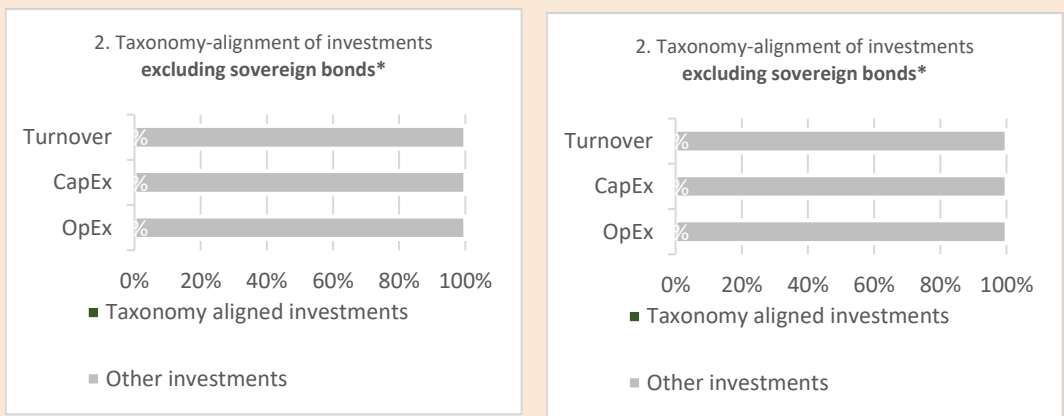 2. Taxonomy-alignment of investments
excluding sovereign bonds*
Turnover
%
CapEx
%
OpEx
%
0% 20% 40% 60% 80% 100%
Taxonomy aligned investments
Other investments
2. Taxonomy-alignment of investments
excluding sovereign bonds*
Turnover
%
CapEx
%
OpEx
%
0% 20% 40% 60% 80% 100%
Taxonomy aligned investments
Other investments